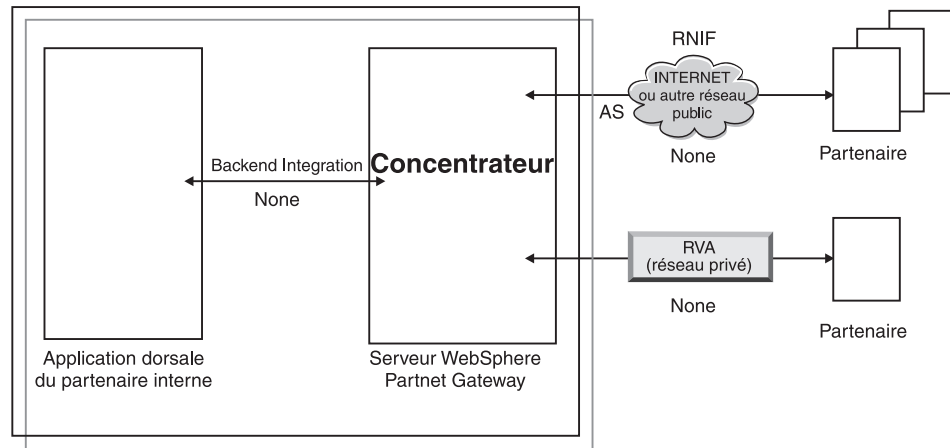 RNIF
INTERNET
ou autre réseau
public
AS
None
Partenaire
Backend Integration
None
Concentrateur
RVA
(réseau privé)
None
Partenaire
Application dorsale
du partenaire interne
Serveur WebSphere
Partnet Gateway